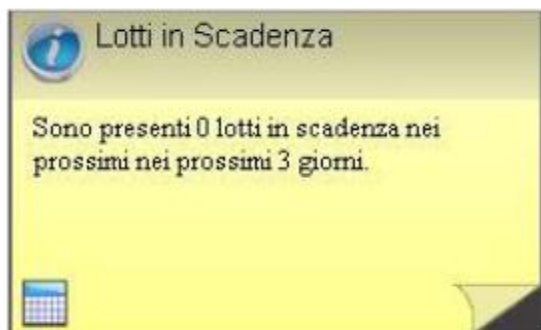 Lotti in Scadenza
Sono presenti 0 lotti in scadenza nei
prossimi nei prossimi 3 giorni.